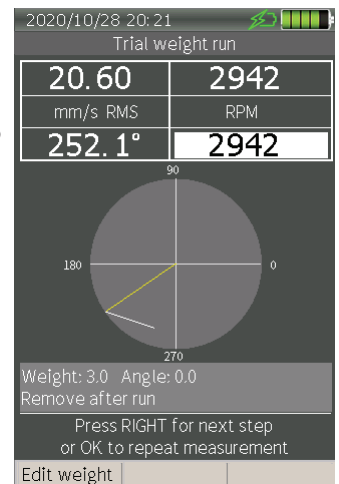 2020/10/28 20:21
Trial weight run
20.60 2942
mm/s RMS RPM
252.1° 2942
90
180 0
270
Weight: 3.0 Angle: 0.0
Remove after run
Press RIGHT for next step
or OK to repeat measurement
Edit weight